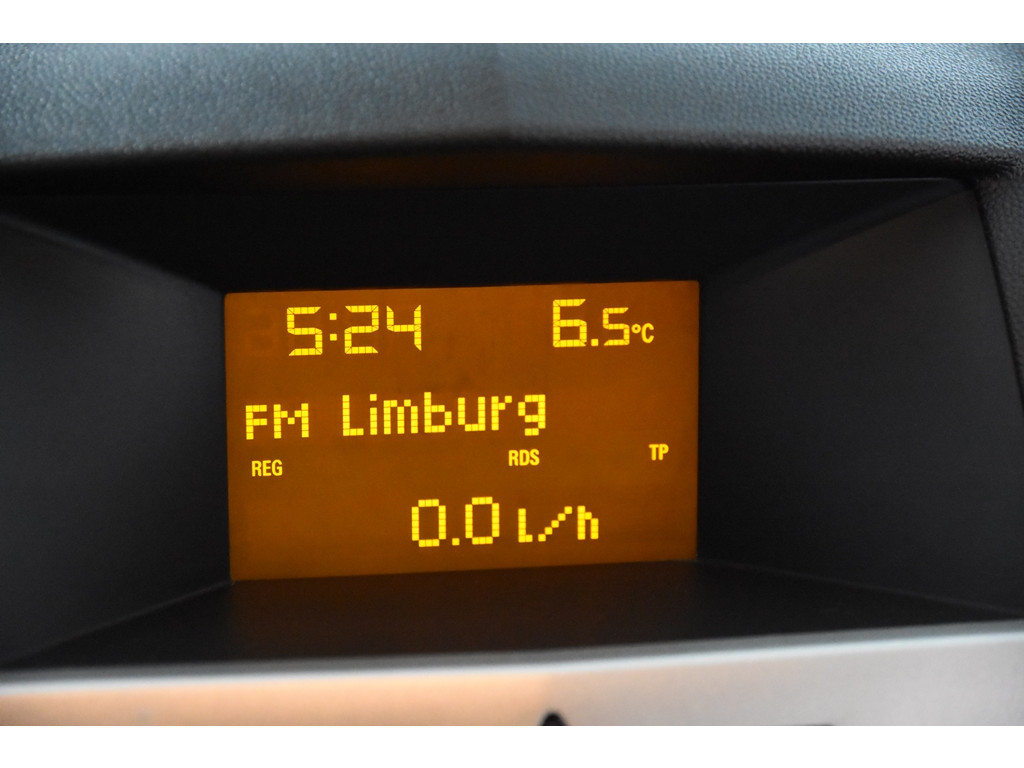 5:24 6.5°C
FM Limburg
REG RDS TP
0.0 l/h